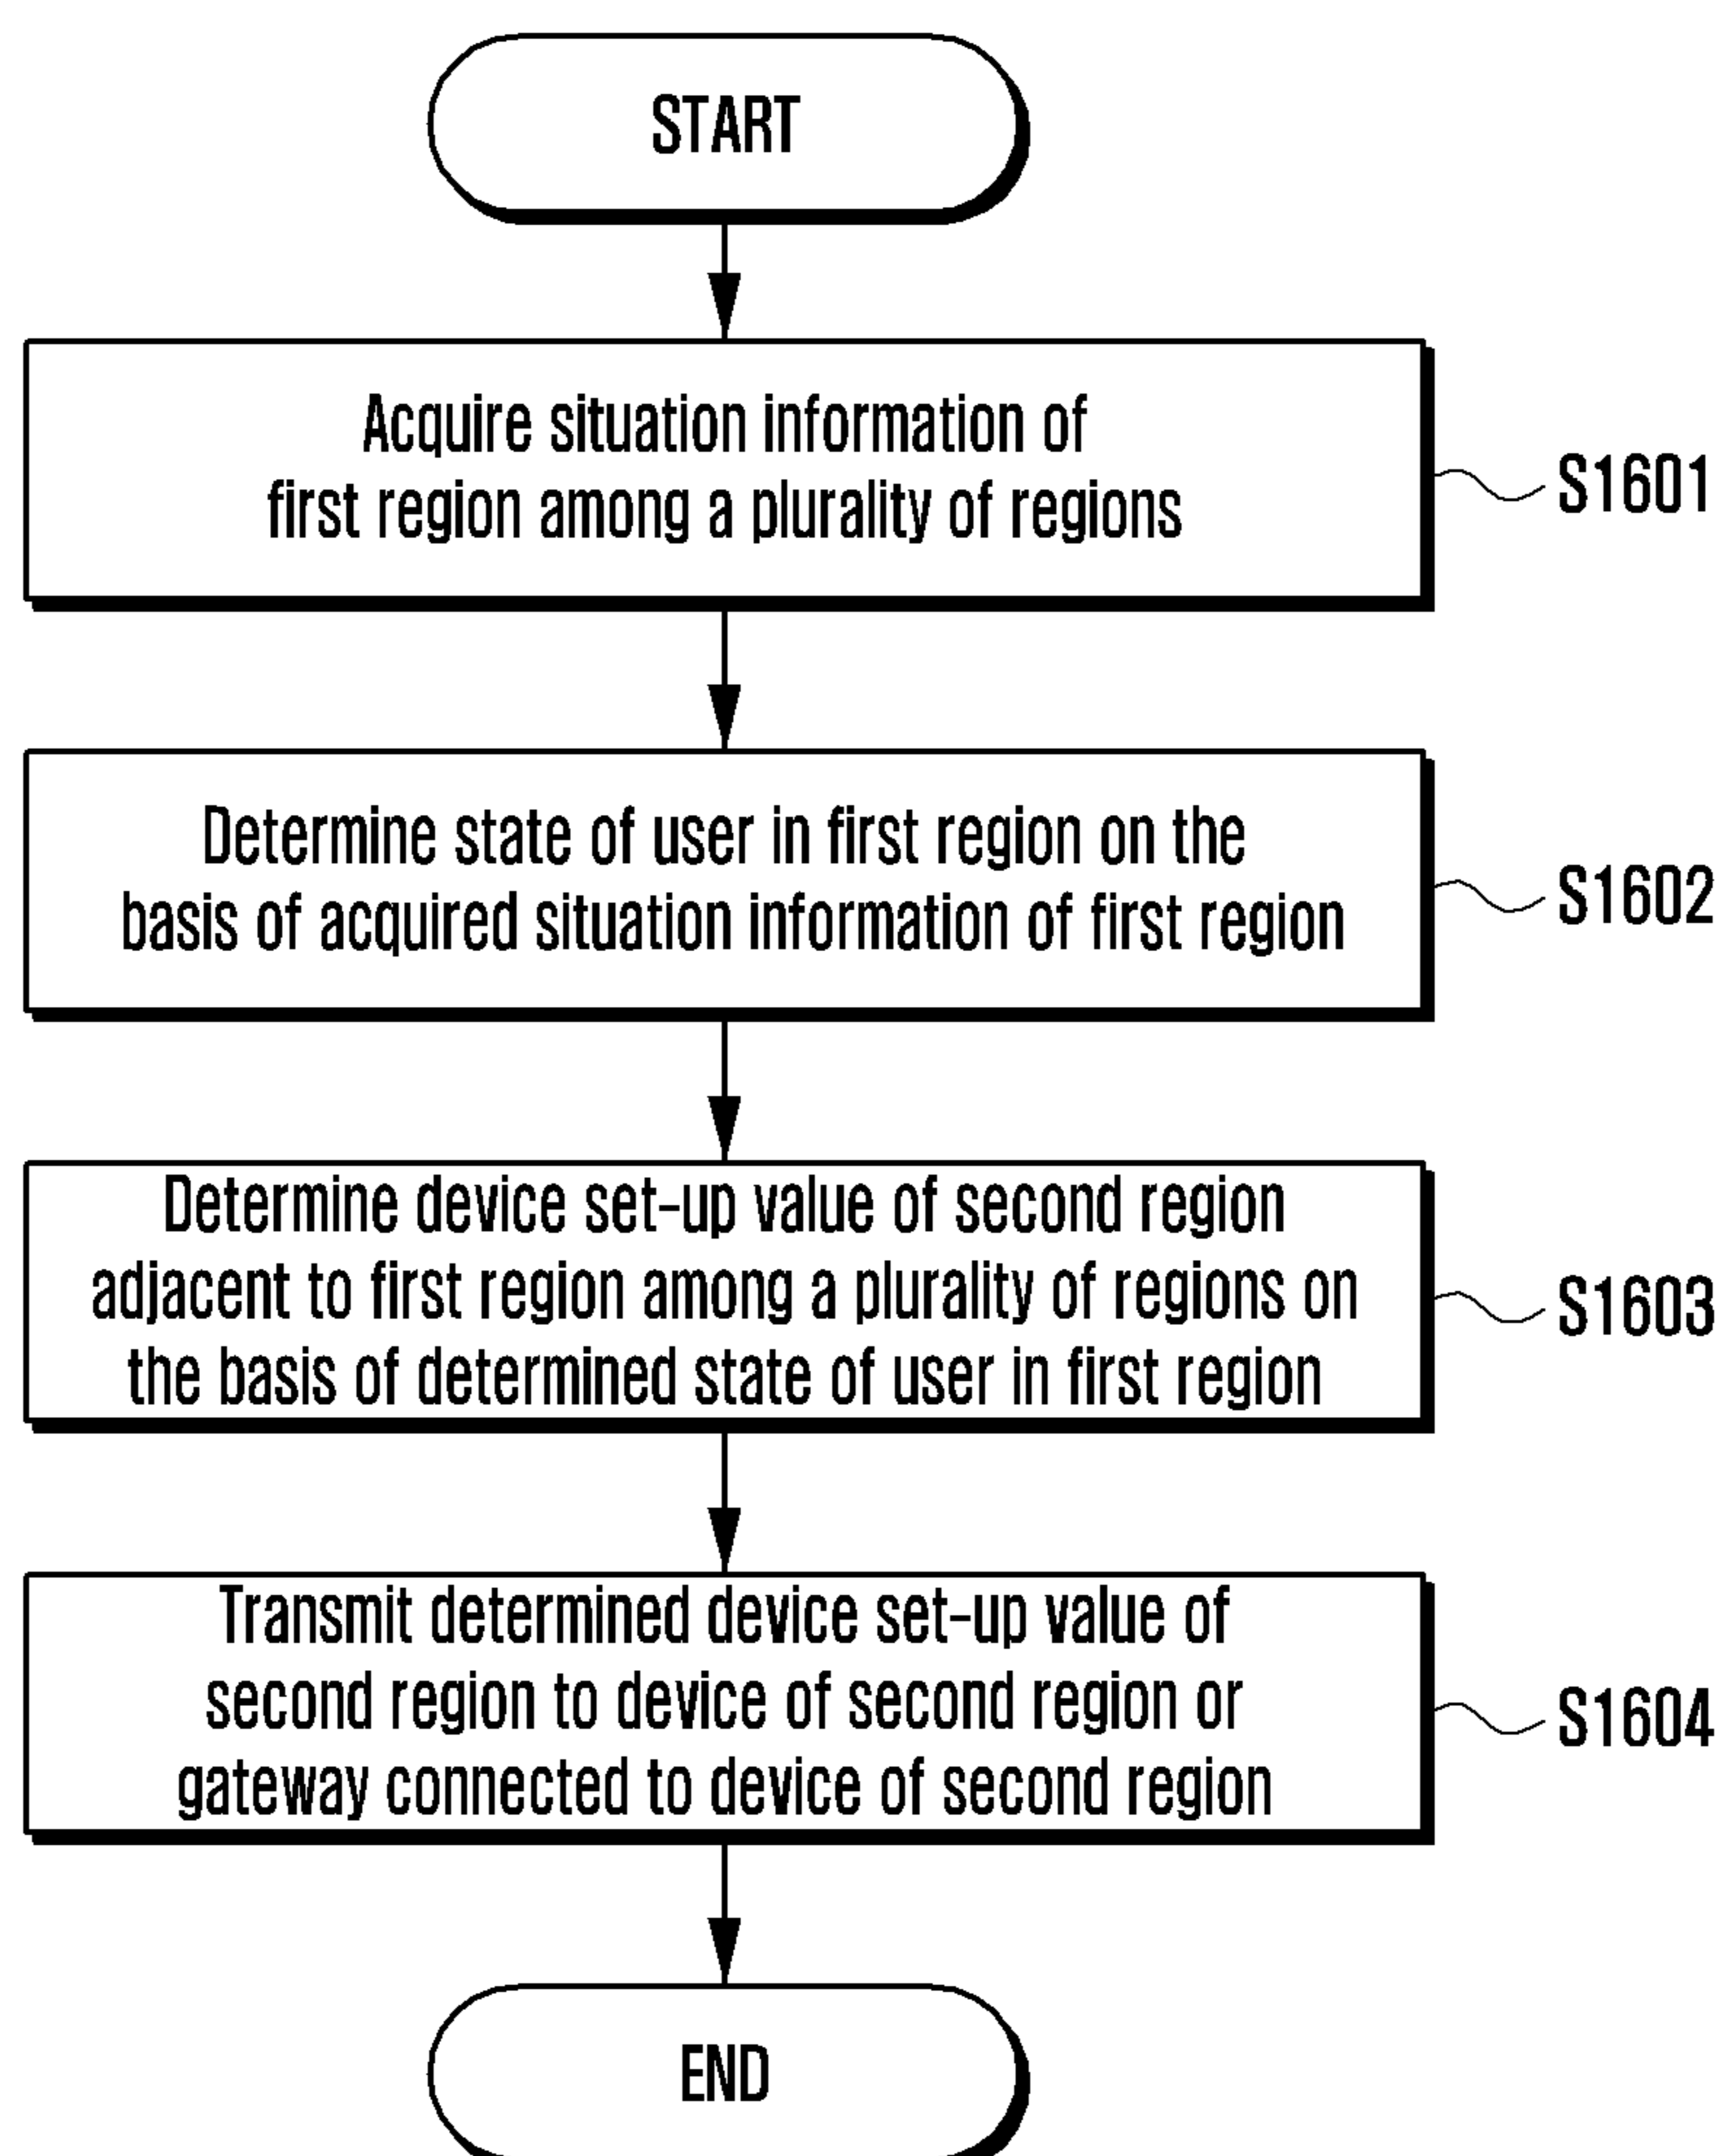 START
Acquire situation information of
first region among a plurality of regions
S1601
Determine state of user in first region on the
basis of acquired situation information of first region
S1602
Determine device set-up value of second region
adjacent to first region among a plurality of regions on
the basis of determined state of user in first region
S1603
Transmit determined device set-up value of
second region to device of second region or
gateway connected to device of second region
S1604
END